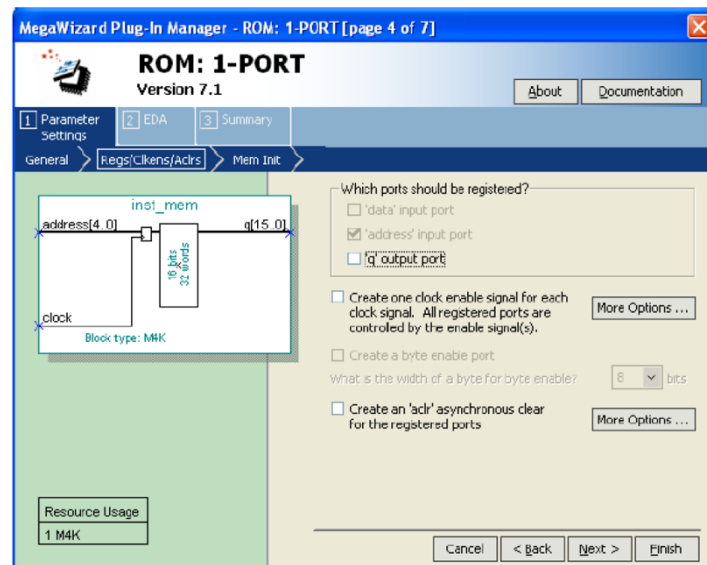 MegaWizard Plug-In Manager - ROM: 1-PORT [page 4 of 7]
ROM: 1-PORT
Version 7.1
About
Documentation
1 Parameter Settings
2 EDA
3 Summary
General
Regs/Clkens/Aclrs
Mem Init
inst_mem
address[4..0]
q[15..0]
16 bits
32 words
clock
Block type: M4K
Resource Usage
1 M4K
Which ports should be registered?
'data' input port
'address' input port
'q' output port
Create one clock enable signal for each
clock signal. All registered ports are
controled by the enable signal(s).
More Options ...
Create a byte enable port
What is the width of a byte for byte enable?
8
bits
Create an 'aclr' asynchronous clear
for the registered ports
More Options ...
Cancel
< Back
Next >
Finish